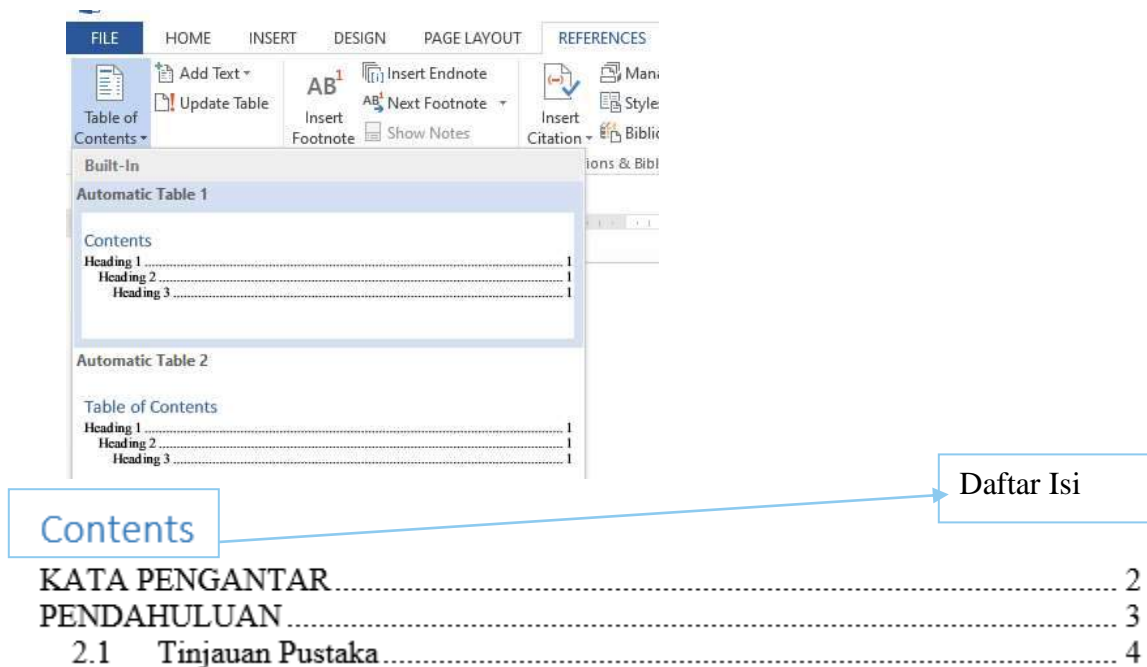 FILE HOME INSERT DESIGN PAGE LAYOUT REFERENCES
Add Text
Update Table
Table of
Contents
AB1
Insert
Footnote
Insert Endnote
AB1 Next Footnote
Show Notes
Insert
Citation
Built-In
Automatic Table 1
Contents
Heading 1 1
Heading 2 1
Heading 3 1
Automatic Table 2
Table of Contents
Heading 1 1
Heading 2 1
Heading 3 1
Daftar Isi
Contents
KATA PENGANTAR 2
PENDAHULUAN 3
2.1 Tinjauan Pustaka 4